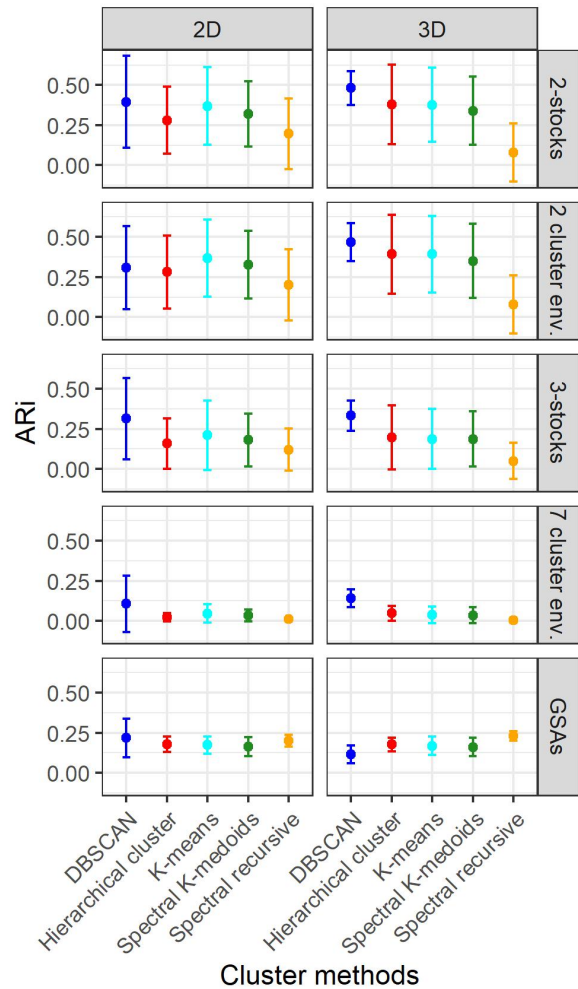 2D
3D
0.50
0.25
0.00
2-stocks
0.50
0.25
0.00
2 cluster env.
0.50
0.25
0.00
3-stocks
0.50
0.25
0.00
7 cluster env.
0.50
0.25
0.00
GSAs
ARi
DBSCAN
Hierarchical cluster
K-means
Spectral K-medoids
Spectral recursive
DBSCAN
Hierarchical cluster
K-means
Spectral K-medoids
Spectral recursive
Cluster methods